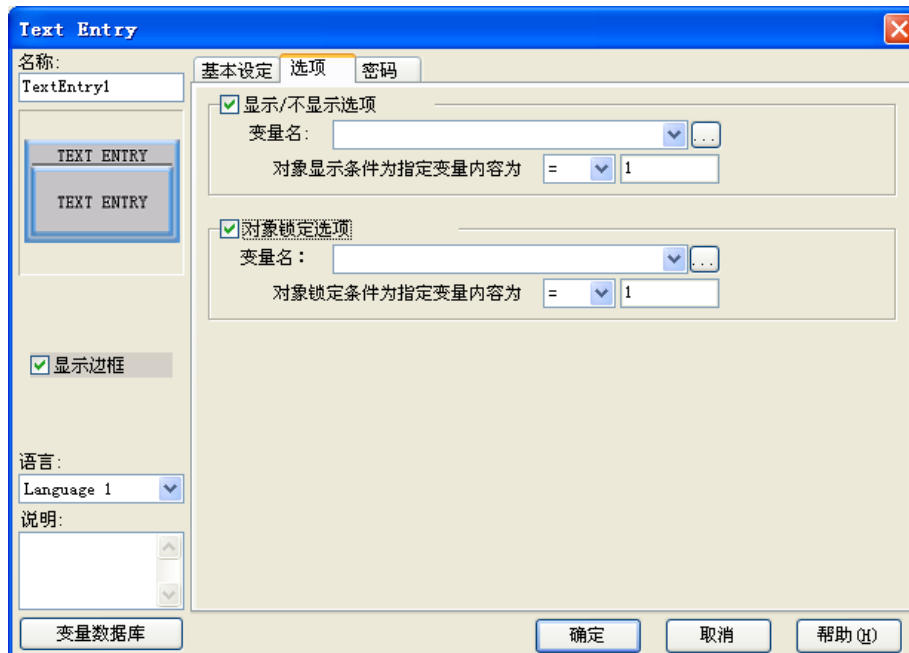 Text Entry
名称:
TextEntry1
TEXT ENTRY
TEXT ENTRY
显示边框
语言:
Language 1
说明:
变量数据库
基本设定 选项 密码
显示/不显示选项
变量名: ...
对象显示条件为指定变量内容为 = 1
对象锁定选项
变量名： ...
对象锁定条件为指定变量内容为 = 1
确定 取消 帮助(H)